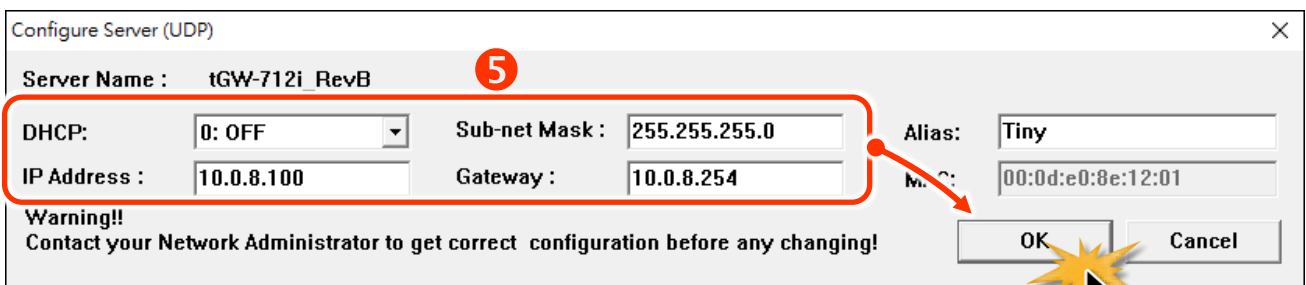 Configure Server (UDP)
Server Name : tGW-712i_RevB
5
DHCP: 0: OFF Sub-net Mask : 255.255.255.0 Alias: Tiny
IP Address : 10.0.8.100 Gateway : 10.0.8.254 00:0d:e0:8e:12:01
Warning!!
Contact your Network Administrator to get correct configuration before any changing!
OK Cancel